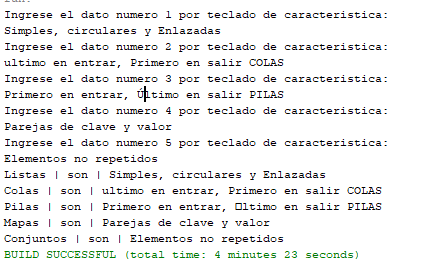 run:
Ingrese el dato numero 1 por teclado de caracteristica:
Simples, circulares y Enlazadas
Ingrese el dato numero 2 por teclado de caracteristica:
ultimo en entrar, Primero en salir COLAS
Ingrese el dato numero 3 por teclado de caracteristica:
Primero en entrar, Último en salir PILAS
Ingrese el dato numero 4 por teclado de caracteristica:
Parejas de clave y valor
Ingrese el dato numero 5 por teclado de caracteristica:
Elementos no repetidos
Listas | son | Simples, circulares y Enlazadas
Colas | son | ultimo en entrar, Primero en salir COLAS
Pilas | son | Primero en entrar, □ltimo en salir PILAS
Mapas | son | Parejas de clave y valor
Conjuntos | son | Elementos no repetidos
BUILD SUCCESSFUL (total time: 4 minutes 23 seconds)